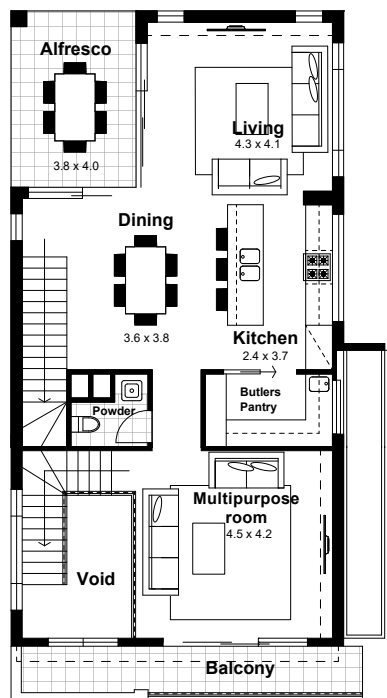 Alfresco
3.8 x 4.0
Living
4.3 x 4.1
Dining
3.6 x 3.8
Kitchen
2.4 x 3.7
Powder
Butlers
Pantry
Multipurpose
room
4.5 x 4.2
Void
Balcony